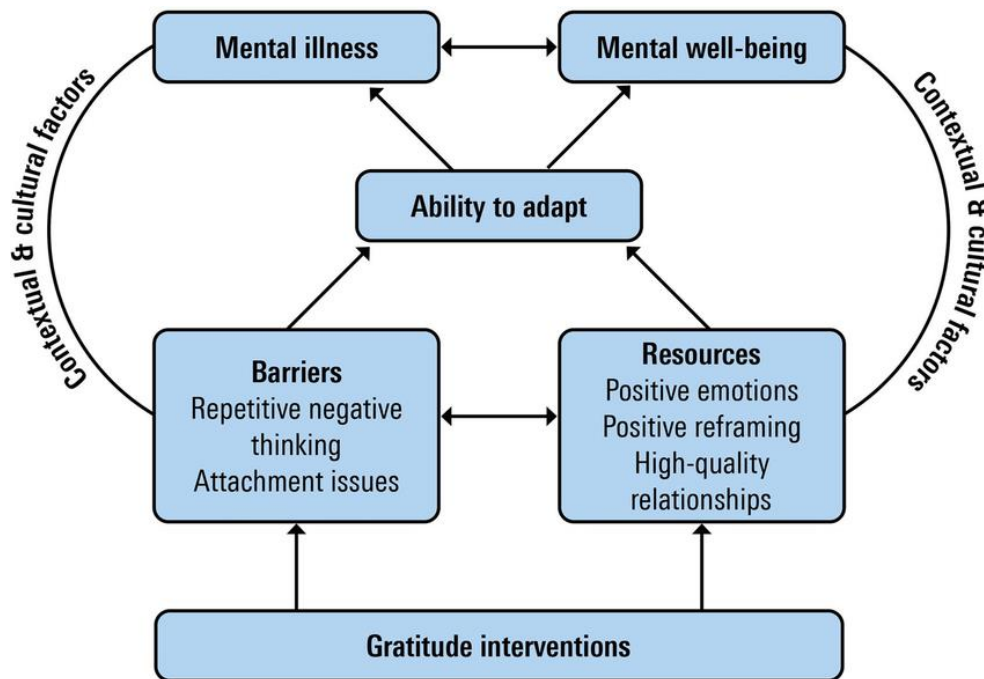 Mental illness
Mental well-being
Contextual & cultural factors
Contextual & cultural factors
Ability to adapt
Barriers
Repetitive negative
thinking
Attachment issues
Resources
Positive emotions
Positive reframing
High-quality
relationships
Gratitude interventions